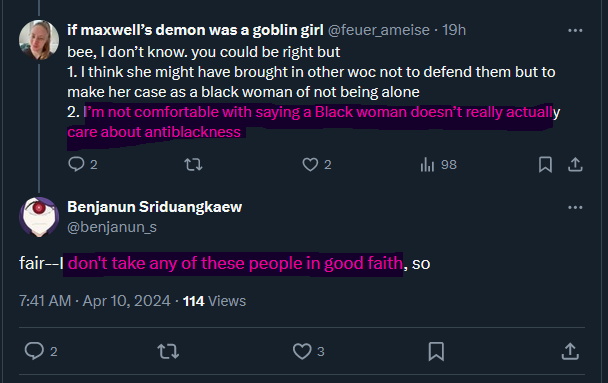 if maxwell's demon was a goblin girl @feuer_ameise · 19h
bee, I don't know. you could be right but
1. I think she might have brought in other woc not to defend them but to
make her case as a black woman of not being alone
2. I'm not comfortable with saying a Black woman doesn't really actually
care about antiblackness
2 2 98
Benjanun Sriduangkaew
@benjanun_s
fair--I don't take any of these people in good faith, so
7:41 AM · Apr 10, 2024 · 114 Views
2 3